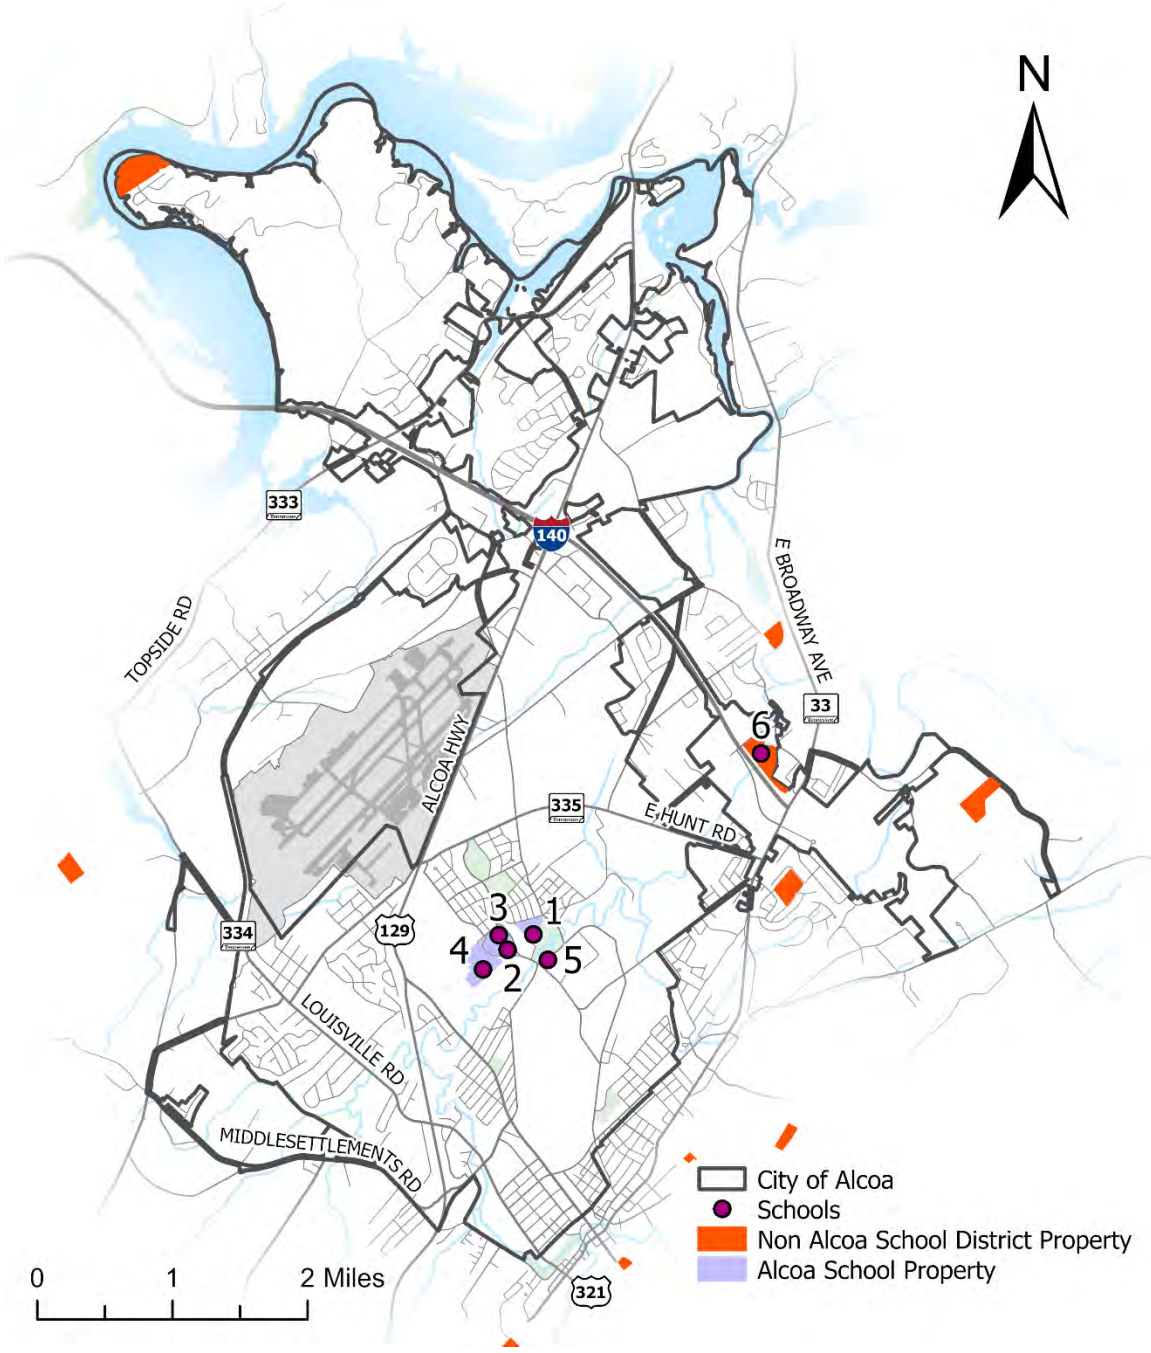 N
333
140
TOPSIDE RD
E BROADWAY AVE
33
6
ALCOA HWY
335
E HUNT RD
334
129
3
1
4
2
5
LOUISVILLE RD
MIDDLESETTLEMENTS RD
City of Alcoa
Schools
Non Alcoa School District Property
Alcoa School Property
0 1 2 Miles
321